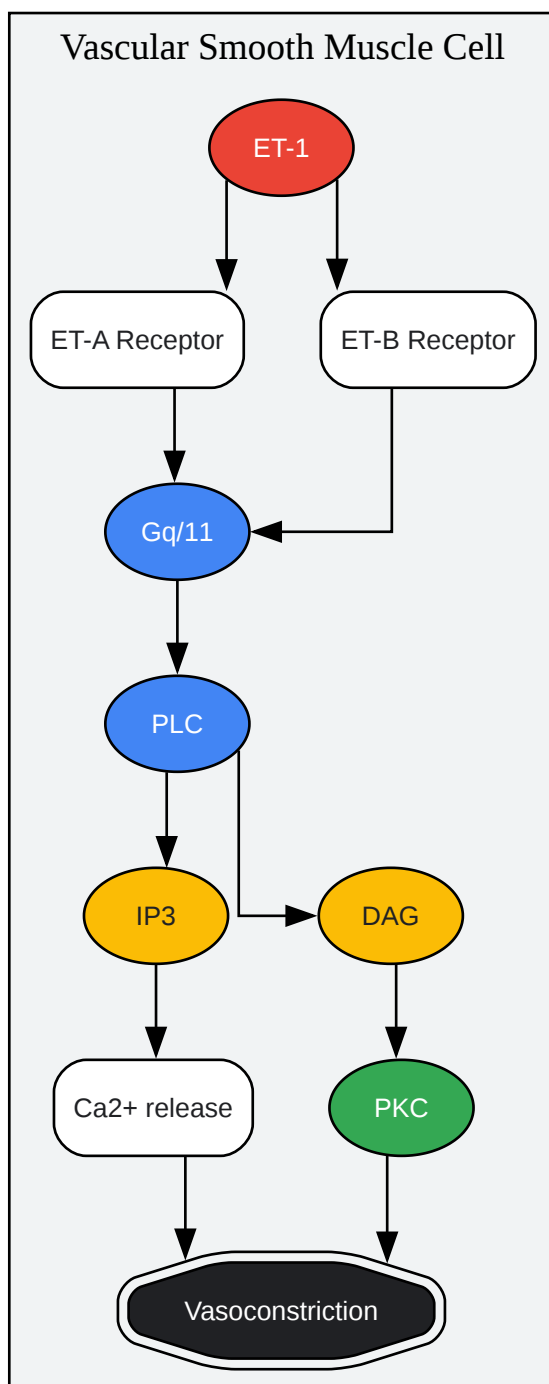 Vascular Smooth Muscle Cell
ET-1
ET-A Receptor
ET-B Receptor
Gq/11
PLC
IP3
DAG
Ca2+ release
PKC
Vasoconstriction